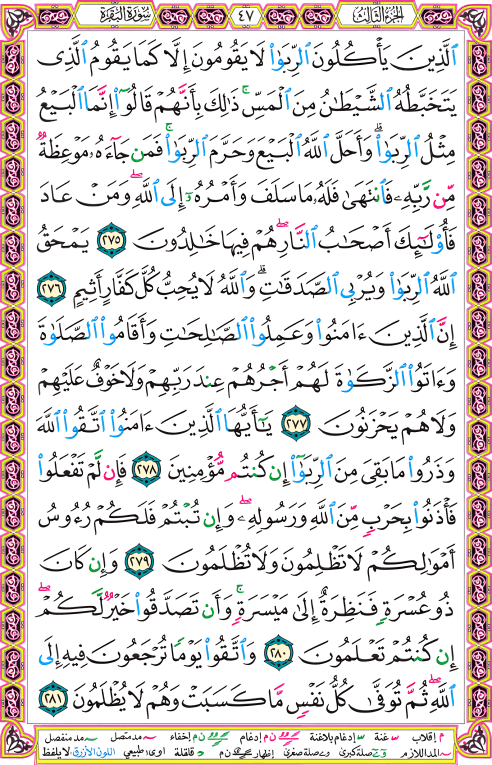 الجزء الثالث ٤٧ سورة البقرة
ٱلَّذِينَ يَأْكُلُونَ ٱلرِّبَوٰا۟ لَا يَقُومُونَ إِلَّا كَمَا يَقُومُ ٱلَّذِى
يَتَخَبَّطُهُ ٱلشَّيْطَـٰنُ مِنَ ٱلْمَسِّ ۚ ذَٰلِكَ بِأَنَّهُمْ قَالُوٓا۟ إِنَّمَا ٱلْبَيْعُ
مِثْلُ ٱلرِّبَوٰا۟ ۗ وَأَحَلَّ ٱللَّهُ ٱلْبَيْعَ وَحَرَّمَ ٱلرِّبَوٰا۟ ۚ فَمَن جَآءَهُۥ مَوْعِظَةٌ
مِّن رَّبِّهِۦ فَٱنتَهَىٰ فَلَهُۥ مَا سَلَفَ وَأَمْرُهُۥٓ إِلَى ٱللَّهِ ۖ وَمَنْ عَادَ
فَأُو۟لَـٰٓئِكَ أَصْحَـٰبُ ٱلنَّارِ ۖ هُمْ فِيهَا خَـٰلِدُونَ ٢٧٥ يَمْحَقُ
ٱللَّهُ ٱلرِّبَوٰا۟ وَيُرْبِى ٱلصَّدَقَـٰتِ ۗ وَٱللَّهُ لَا يُحِبُّ كُلَّ كَفَّارٍ أَثِيمٍ ٢٧٦
إِنَّ ٱلَّذِينَ ءَامَنُوا۟ وَعَمِلُوا۟ ٱلصَّـٰلِحَـٰتِ وَأَقَامُوا۟ ٱلصَّلَوٰةَ
وَءَاتَوُا۟ ٱلزَّكَوٰةَ لَهُمْ أَجْرُهُمْ عِندَ رَبِّهِمْ وَلَا خَوْفٌ عَلَيْهِمْ
وَلَا هُمْ يَحْزَنُونَ ٢٧٧ يَـٰٓأَيُّهَا ٱلَّذِينَ ءَامَنُوا۟ ٱتَّقُوا۟ ٱللَّهَ
وَذَرُوا۟ مَا بَقِىَ مِنَ ٱلرِّبَوٰٓا۟ إِن كُنتُم مُّؤْمِنِينَ ٢٧٨ فَإِن لَّمْ تَفْعَلُوا۟
فَأْذَنُوا۟ بِحَرْبٍ مِّنَ ٱللَّهِ وَرَسُولِهِۦ ۖ وَإِن تُبْتُمْ فَلَكُمْ رُءُوسُ
أَمْوَٰلِكُمْ لَا تَظْلِمُونَ وَلَا تُظْلَمُونَ ٢٧٩ وَإِن كَانَ
ذُو عُسْرَةٍ فَنَظِرَةٌ إِلَىٰ مَيْسَرَةٍ ۚ وَأَن تَصَدَّقُوا۟ خَيْرٌ لَّكُمْ ۖ
إِن كُنتُمْ تَعْلَمُونَ ٢٨٠ وَٱتَّقُوا۟ يَوْمًا تُرْجَعُونَ فِيهِ إِلَى
ٱللَّهِ ۖ ثُمَّ تُوَفَّىٰ كُلُّ نَفْسٍ مَّا كَسَبَتْ وَهُمْ لَا يُظْلَمُونَ ٢٨١
م إقلاب غنة إدغام بلاغنة ن م إدغام ن م إخفاء مد متصل مد منفصل
المد اللازم صلة كبرى وصلة صغرى إظهار قلقلة اوى: طبيعي اللون الأزرق: لا يلفظ